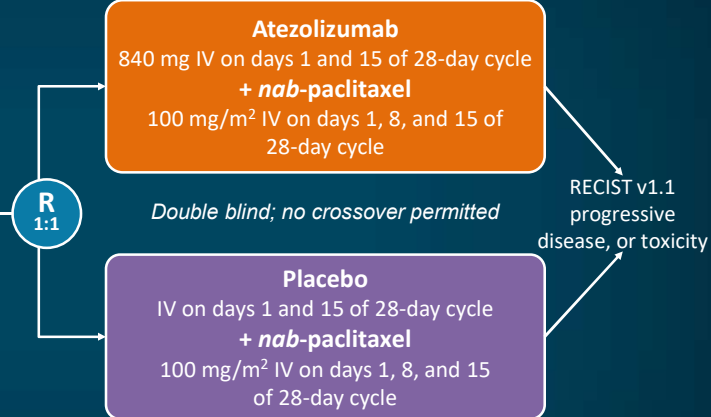 Atezolizumab
840 mg IV on days 1 and 15 of 28-day cycle
+ nab-paclitaxel
100 mg/m² IV on days 1, 8, and 15 of
28-day cycle
R
1:1
Double blind; no crossover permitted
RECIST v1.1
progressive
disease, or toxicity
Placebo
IV on days 1 and 15 of 28-day cycle
+ nab-paclitaxel
100 mg/m² IV on days 1, 8, and 15
of 28-day cycle